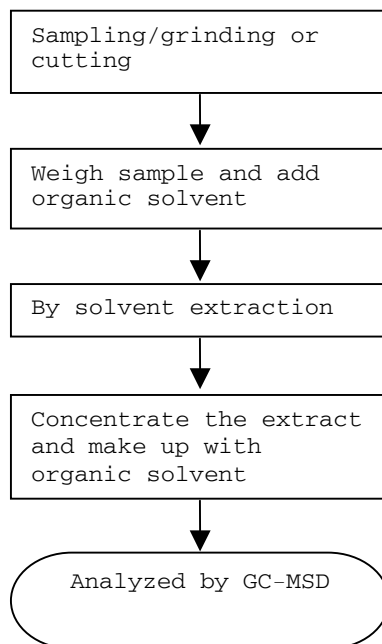 Sampling/grinding or
cutting
Weigh sample and add
organic solvent
By solvent extraction
Concentrate the extract
and make up with
organic solvent
Analyzed by GC-MSD